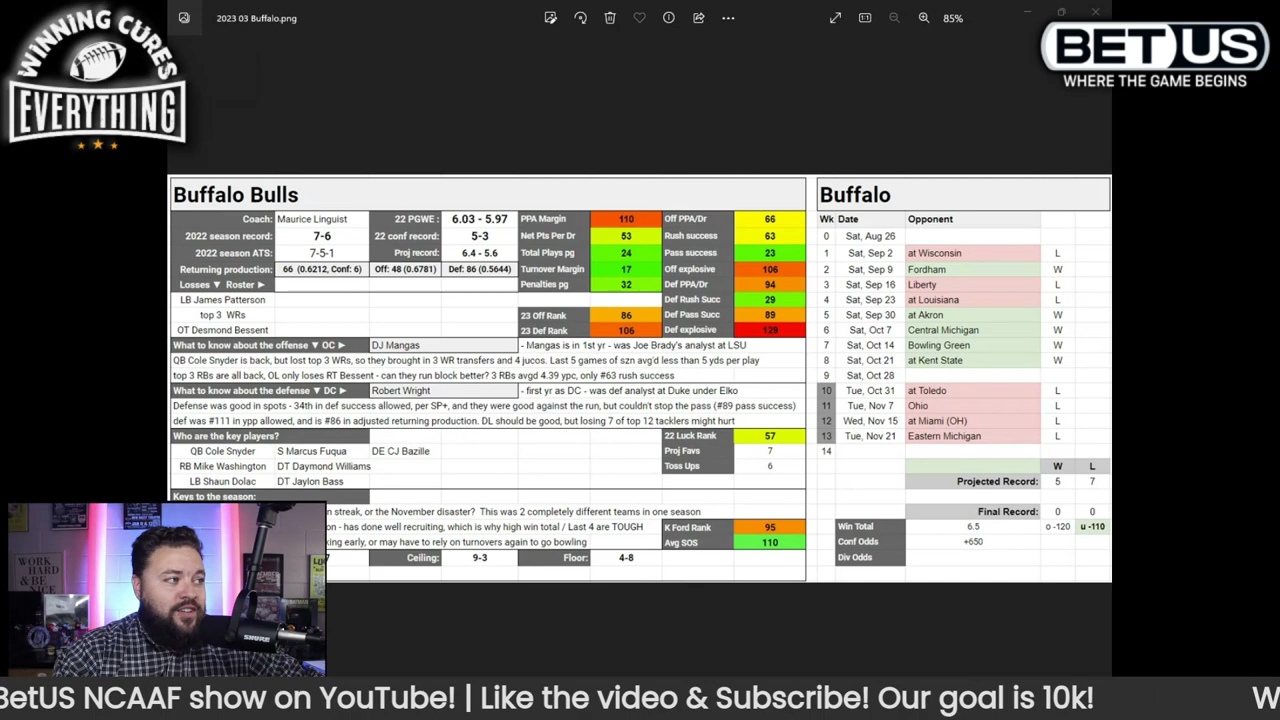 2023 03 Buffalo.png
85%
WINNING CURES
EVERYTHING
BETUS
WHERE THE GAME BEGINS
Buffalo Bulls
Coach: Maurice Linguist 22 PGWE : 6.03 - 5.97 PPA Margin 110 Off PPA/Dr 66
2022 season record: 7-6 22 conf record: 5-3 Net Pts Per Dr 53 Rush success 63
2022 season ATS: 7-5-1 Proj record: 6.4 - 5.6 Total Plays pg 24 Pass success 23
Returning production: 66 (0.6212, Conf: 6) Off: 48 (0.6781) Def: 86 (0.5644) Turnover Margin 17 Off explosive 106
Losses ▼ Roster ► Penalties pg 32 Def PPA/Dr 94
LB James Patterson Def Rush Succ 29
top 3 WRs 23 Off Rank 86 Def Pass Succ 89
OT Desmond Bessent 23 Def Rank 106 Def explosive 129
What to know about the offense ▼ OC ► DJ Mangas - Mangas is in 1st yr - was Joe Brady's analyst at LSU
QB Cole Snyder is back, but lost top 3 WRs, so they brought in 3 WR transfers and 4 jucos. Last 5 games of szn avg'd less than 5 yds per play
top 3 RBs are all back, OL only loses RT Bessent - can they run block better? 3 RBs avgd 4.39 ypc, only #63 rush success
What to know about the defense ▼ DC ► Robert Wright - first yr as DC - was def analyst at Duke under Elko
Defense was good in spots - 34th in def success allowed, per SP+, and they were good against the run, but couldn't stop the pass (#89 pass success)
def was #111 in ypp allowed, and is #86 in adjusted returning production. DL should be good, but losing 7 of top 12 tacklers might hurt
Who are the key players? 22 Luck Rank 57
QB Cole Snyder S Marcus Fuqua DE CJ Bazille Proj Favs 7
RB Mike Washington DT Daymond Williams Toss Ups 6
LB Shaun Dolac DT Jaylon Bass
Keys to the season:
n streak, or the November disaster? This was 2 completely different teams in one season
on - has done well recruiting, which is why high win total / Last 4 are TOUGH K Ford Rank 95
king early, or may have to rely on turnovers again to go bowling Avg SOS 110
7 Ceiling: 9-3 Floor: 4-8
Buffalo
Wk Date Opponent
0 Sat, Aug 26
1 Sat, Sep 2 at Wisconsin L
2 Sat, Sep 9 Fordham W
3 Sat, Sep 16 Liberty L
4 Sat, Sep 23 at Louisiana L
5 Sat, Sep 30 at Akron W
6 Sat, Oct 7 Central Michigan W
7 Sat, Oct 14 Bowling Green W
8 Sat, Oct 21 at Kent State W
9 Sat, Oct 28
10 Tue, Oct 31 at Toledo L
11 Tue, Nov 7 Ohio L
12 Wed, Nov 15 at Miami (OH) L
13 Tue, Nov 21 Eastern Michigan L
14
W L
Projected Record: 5 7
Final Record: 0 0
Win Total 6.5 o -120 u -110
Conf Odds +650
Div Odds
WORK HARD & BE NICE
SHURE
BetUS NCAAF show on YouTube! | Like the video & Subscribe! Our goal is 10k! W